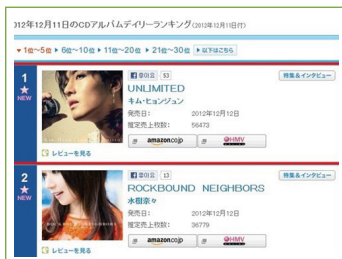 012年12月11日のCDアルバムデイリーランキング(2012年12月11日付)
▼1位～5位 ▶6位～10位 ▶11位～20位 ▶21位～30位 ▶以下はこちら
1
NEW
좋아요 53
特集&インタビュー
UNLIMITED
キム・ヒョンジュン
発売日: 2012年12月12日
推定売上枚数: 56473
amazon.co.jp
HMV
レビューを見る
2
NEW
좋아요 13
特集&インタビュー
ROCKBOUND NEIGHBORS
水樹奈々
発売日: 2012年12月12日
推定売上枚数: 36779
amazon.co.jp
HMV
レビューを見る